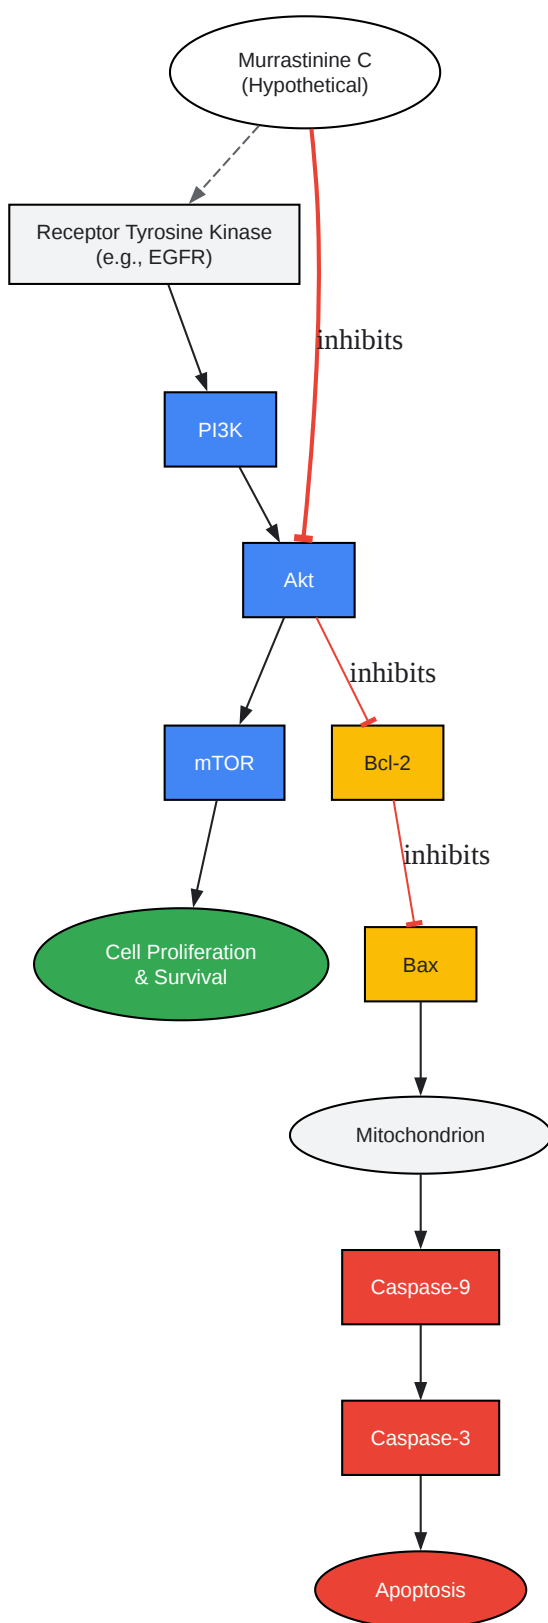 Murrastinine C
(Hypothetical)
Receptor Tyrosine Kinase
(e.g., EGFR)
inhibits
PI3K
Akt
inhibits
mTOR
Bcl-2
inhibits
Cell Proliferation
& Survival
Bax
Mitochondrion
Caspase-9
Caspase-3
Apoptosis